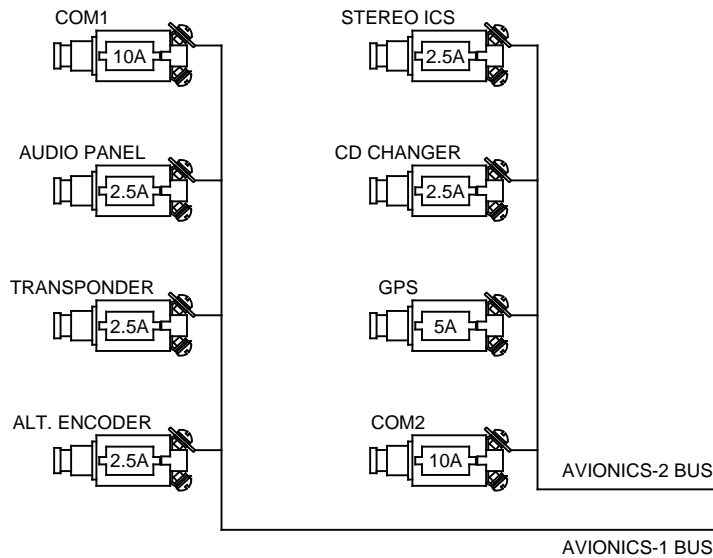 COM1
10A
AUDIO PANEL
2.5A
TRANSPONDER
2.5A
ALT. ENCODER
2.5A
STEREO ICS
2.5A
CD CHANGER
2.5A
GPS
5A
COM2
10A
AVIONICS-2 BUS
AVIONICS-1 BUS